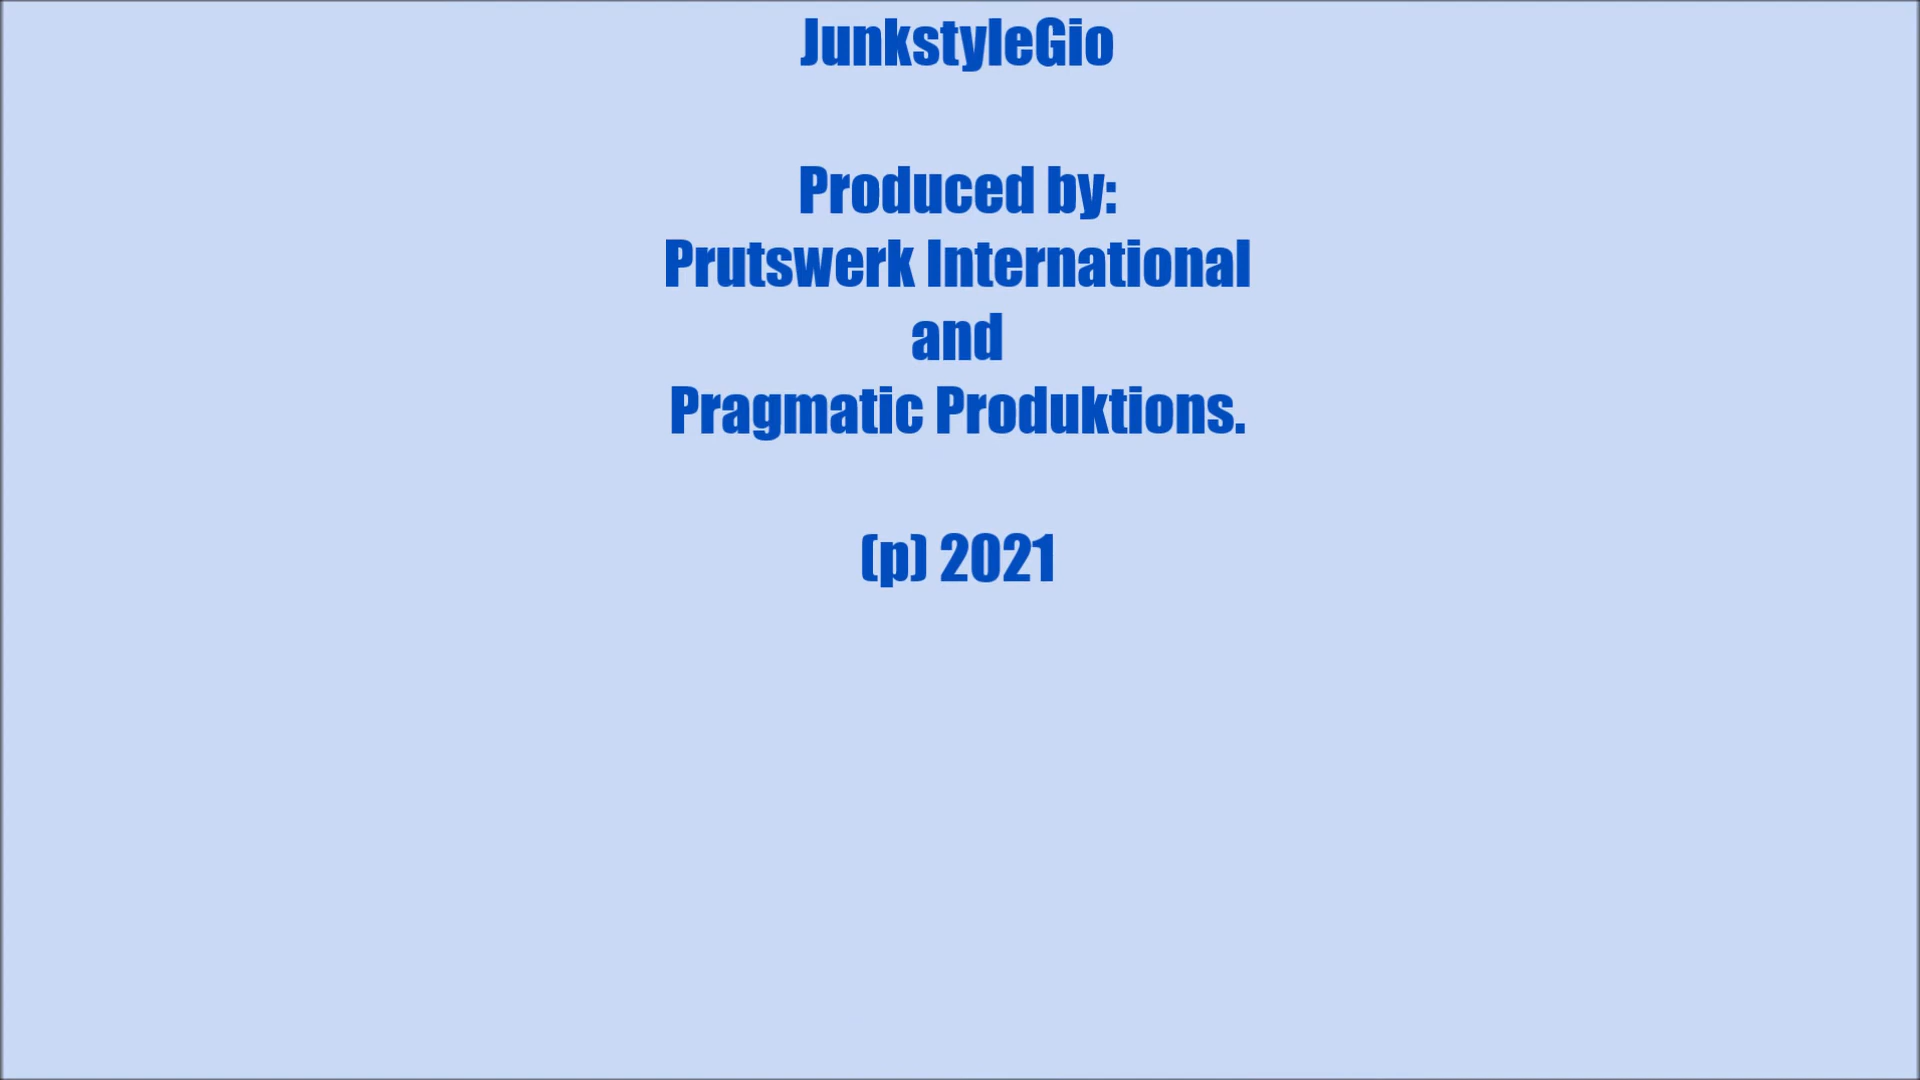 JunkstyleGio
Produced by:
Prutswerk International
and
Pragmatic Produktions.
(p) 2021